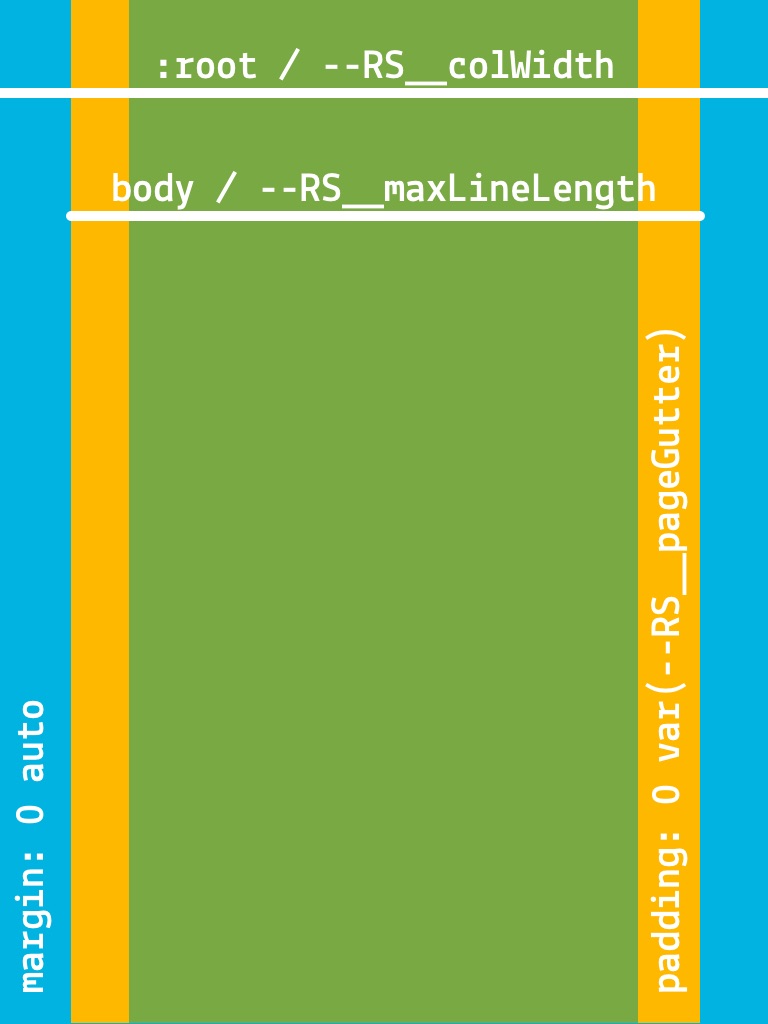 :root / --RS__colWidth
body / --RS__maxLineLength
margin: 0 auto
padding: 0 var(--RS__pageGutter)